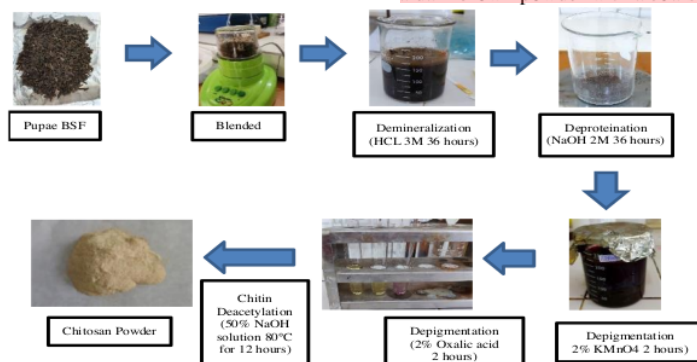 Pupae BSF
Blended
Demineralization
(HCL 3M 36 hours)
Deproteination
(NaOH 2M 36 hours)
Depigmentation
2% KMnO4 2 hours)
Depigmentation
(2% Oxalic acid
2 hours)
Chitin
Deacetylation
(50% NaOH
solution 80°C
for 12 hours)
Chitosan Powder